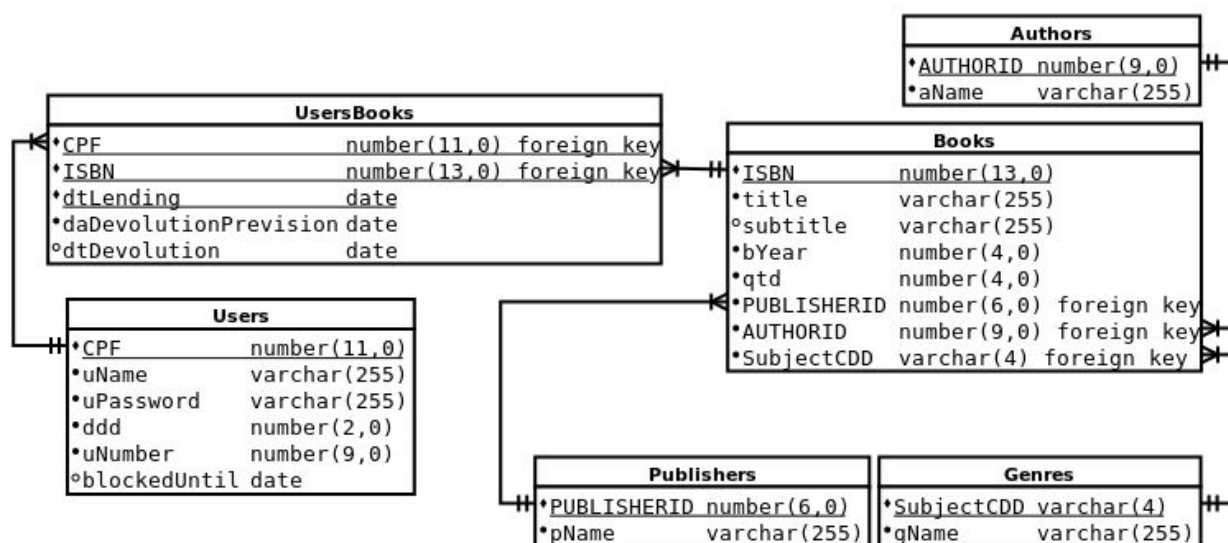 Authors
AUTHORID number(9,0)
aName varchar(255)
UsersBooks
CPF number(11,0) foreign key
ISBN number(13,0) foreign key
dtLending date
daDevolutionPrevision date
dtDevolution date
Books
ISBN number(13,0)
title varchar(255)
subtitle varchar(255)
bYear number(4,0)
qtd number(4,0)
PUBLISHERID number(6,0) foreign key
AUTHORID number(9,0) foreign key
SubjectCDD varchar(4) foreign key
Users
CPF number(11,0)
uName varchar(255)
uPassword varchar(255)
ddd number(2,0)
uNumber number(9,0)
blockedUntil date
Publishers
PUBLISHERID number(6,0)
pName varchar(255)
Genres
SubjectCDD varchar(4)
gName varchar(255)